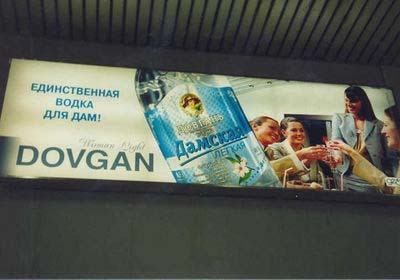 ЕДИНСТВЕННАЯ
ВОДКА
ДЛЯ ДАМ!
Woman Light
DOVGAN
Дамская
ЛЕГКАЯ